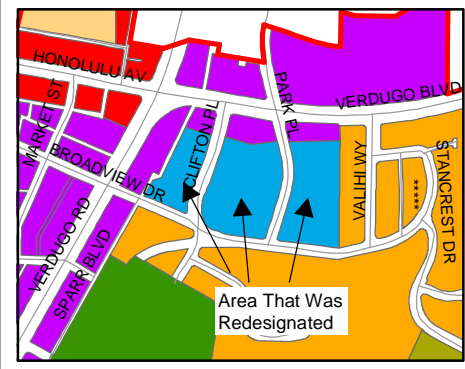 HONOLULU AV
MARKET ST
CLIFTON PL
PARK PL
VERDUGO BLVD
BROADVIEW DR
VALIHI WY
STANCREST DR
*****
VERDUGO RD
SPARR BLVD
Area That Was
Redesignated